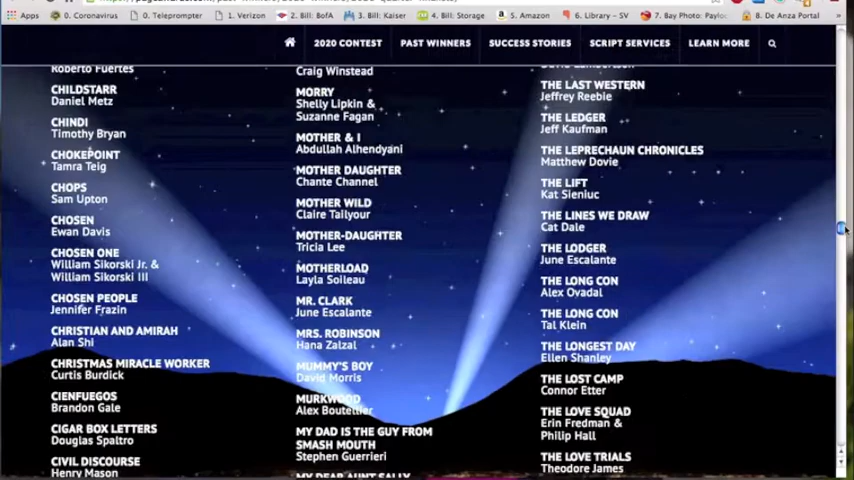 Apps
0. Coronavirus
0. Teleprompter
1. Verizon
2. Bill: BofA
3. Bill: Kaiser
4. Bill: Storage
5. Amazon
6. Library – SV
7. Bay Photo: Payloc
8. De Anza Portal
»
2020 CONTEST
PAST WINNERS
SUCCESS STORIES
SCRIPT SERVICES
LEARN MORE
Roberto Fuertes
CHILDSTARR
Daniel Metz
CHINDI
Timothy Bryan
CHOKEPOINT
Tamra Teig
CHOPS
Sam Upton
CHOSEN
Ewan Davis
CHOSEN ONE
William Sikorski Jr. &
William Sikorski III
CHOSEN PEOPLE
Jennifer Frazin
CHRISTIAN AND AMIRAH
Alan Shi
CHRISTMAS MIRACLE WORKER
Curtis Burdick
CIENFUEGOS
Brandon Gale
CIGAR BOX LETTERS
Douglas Spaltro
CIVIL DISCOURSE
Henry Mason
Craig Winstead
MORRY
Shelly Lipkin &
Suzanne Fagan
MOTHER & I
Abdullah Alhendyani
MOTHER DAUGHTER
Chante Channel
MOTHER WILD
Claire Tailyour
MOTHER-DAUGHTER
Tricia Lee
MOTHERLOAD
Layla Soileau
MR. CLARK
June Escalante
MRS. ROBINSON
Hana Zalzal
MUMMY'S BOY
David Morris
MURKWOOD
Alex Boutellier
MY DAD IS THE GUY FROM
SMASH MOUTH
Stephen Guerrieri
MY DEAR AUNT SALLY
THE LAST WESTERN
Jeffrey Reebie
THE LEDGER
Jeff Kaufman
THE LEPRECHAUN CHRONICLES
Matthew Dovie
THE LIFT
Kat Sieniuc
THE LINES WE DRAW
Cat Dale
THE LODGER
June Escalante
THE LONG CON
Alex Ovadal
THE LONG CON
Tal Klein
THE LONGEST DAY
Ellen Shanley
THE LOST CAMP
Connor Etter
THE LOVE SQUAD
Erin Fredman &
Philip Hall
THE LOVE TRIALS
Theodore James